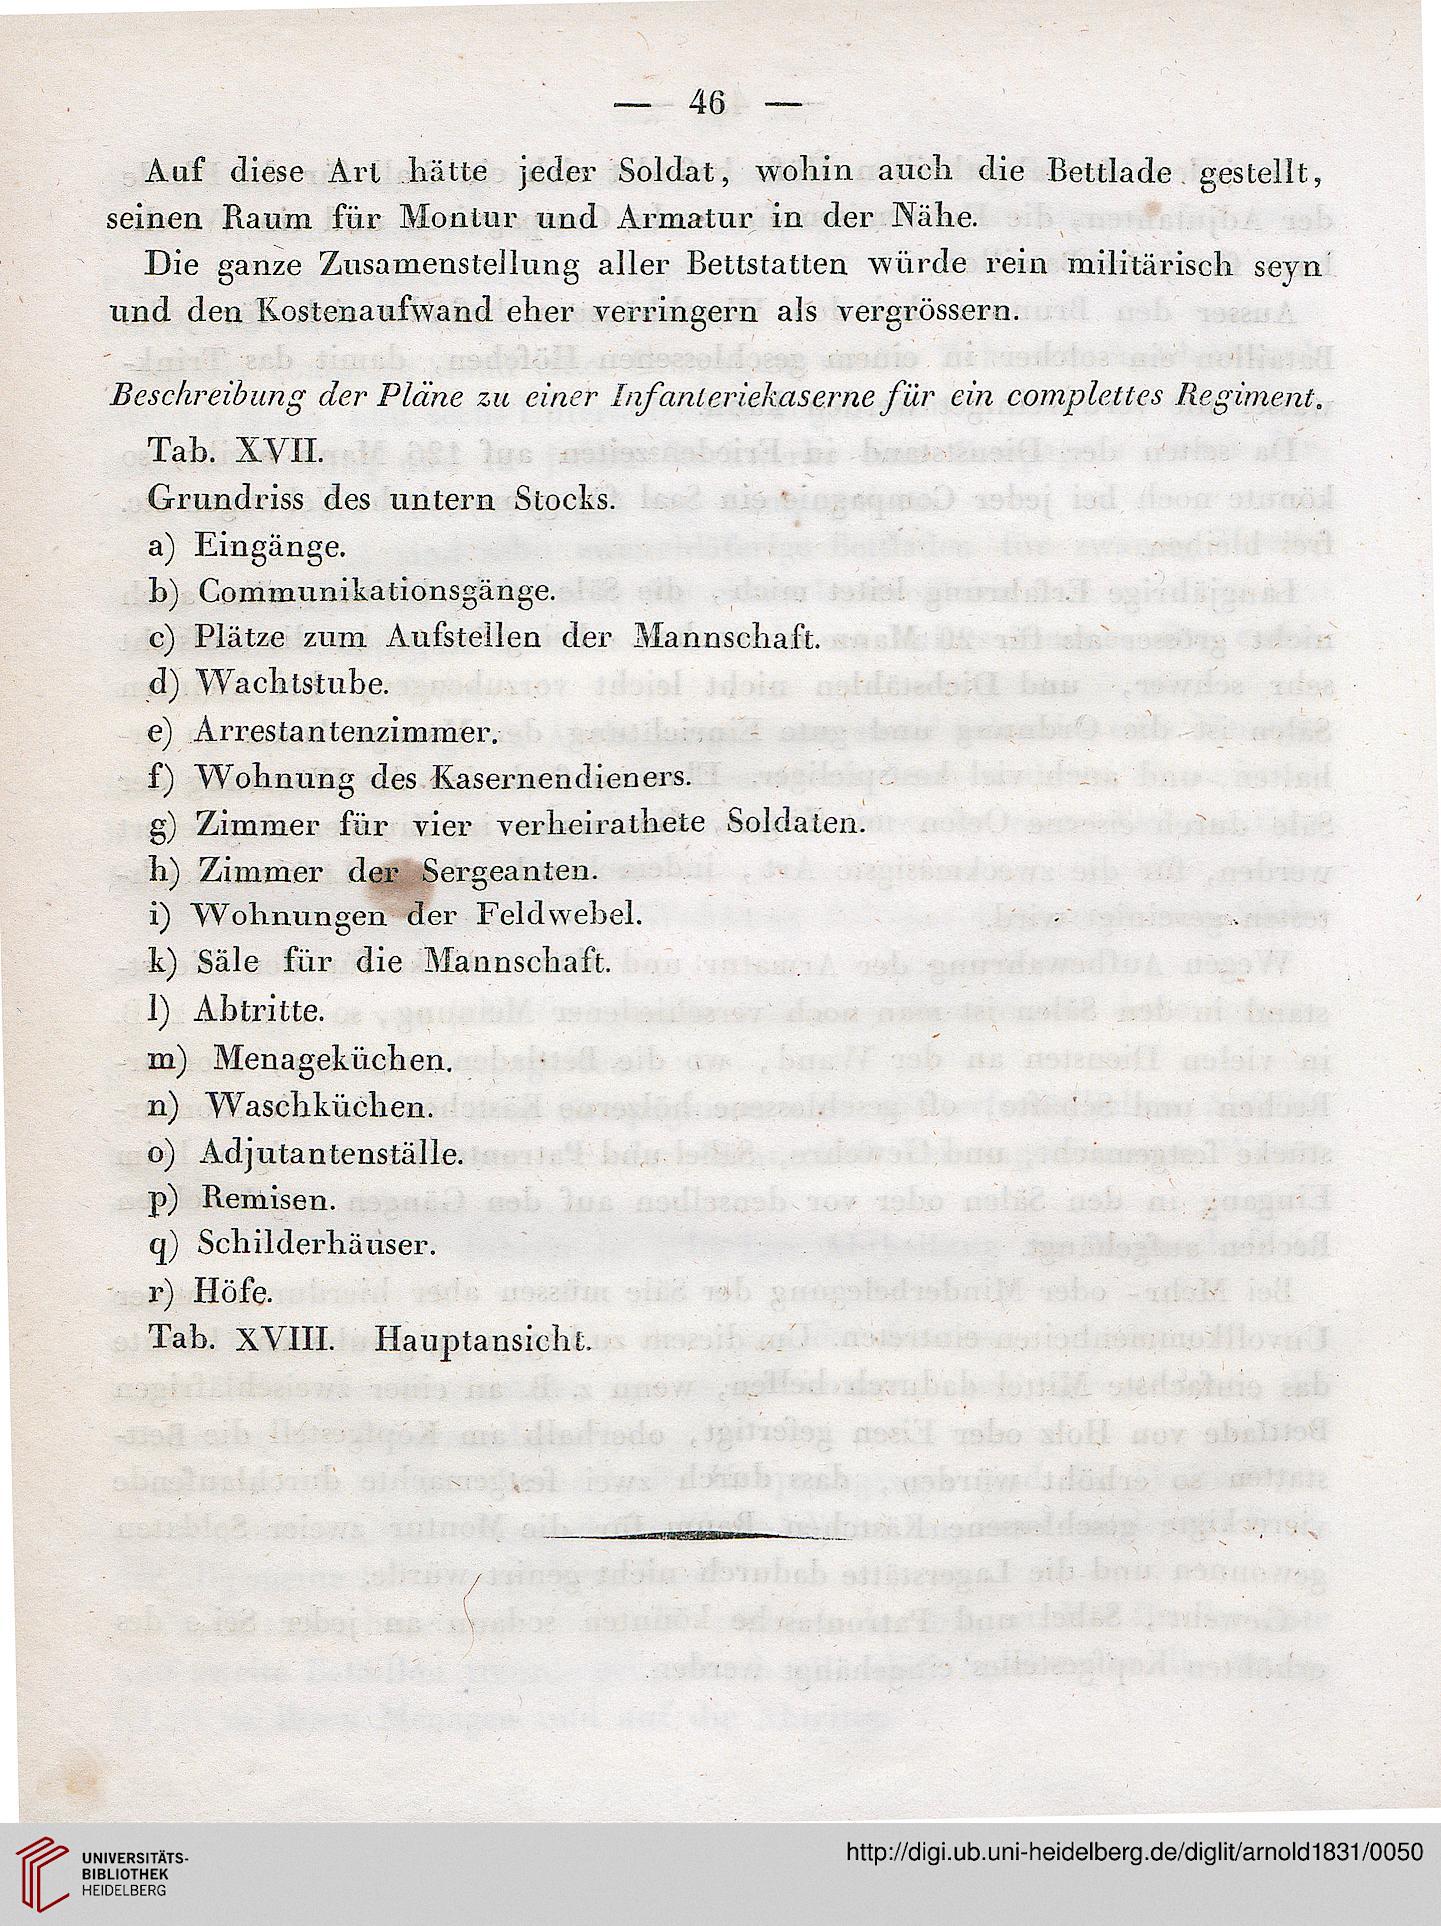 — 46 —
Auf diese Art hätte jeder Soldat, wohin auch die Bettlade gestellt,
seinen Raum für Montur und Armatur in der Nähe.
Die ganze Zusamenstellung aller Bettstatten würde rein militärisch seyn
und den Kostenaufwand eher verringern als vergrössern.
Beschreibung der Pläne zu einer Infanteriekaserne für ein complettes Regiment.
Tab. XVII.
Grundriss des untern Stocks.
a) Eingänge.
b) Communikationsgänge.
c) Plätze zum Aufstellen der Mannschaft.
d) Wachtstube.
e) Arrestantenzimmer.
f) Wohnung des Kasernendieners.
g) Zimmer für vier verheirathete Soldaten.
h) Zimmer der Sergeanten.
i) Wohnungen der Feldwebel.
k) Säle für die Mannschaft.
l) Abtritte.
m) Menageküchen.
n) Waschküchen.
o) Adjutantenställe.
p) Remisen.
q) Schilderhäuser.
r) Höfe.
Tab. XVIII. Hauptansicht.
UNIVERSITÄTS-
BIBLIOTHEK
HEIDELBERG
http://digi.ub.uni-heidelberg.de/diglit/arnold1831/0050